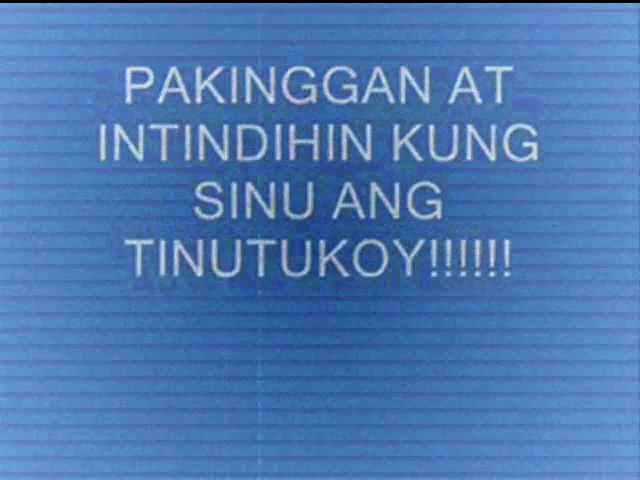 PAKINGGAN AT
INTINDIHIN KUNG
SINU ANG
TINUTUKOY!!!!!!